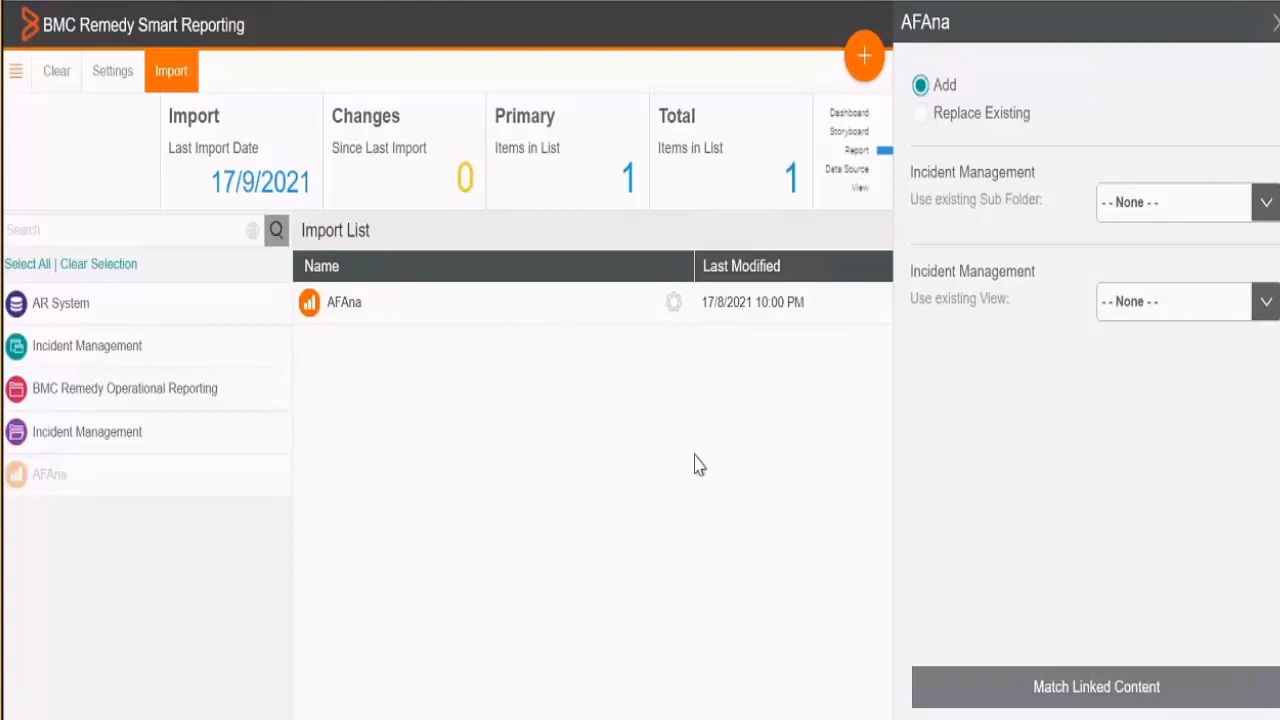 BMC Remedy Smart Reporting
AFAna
Clear
Settings
Import
+
Add
Replace Existing
Import
Last Import Date
17/9/2021
Changes
Since Last Import
0
Primary
Items in List
1
Total
Items in List
1
Dashboard
Storyboard
Report
Data Source
View
Incident Management
Use existing Sub Folder:
- - None - -
Search
Import List
Select All | Clear Selection
Name
Last Modified
Incident Management
Use existing View:
- - None - -
AR System
AFAna
17/8/2021 10:00 PM
Incident Management
BMC Remedy Operational Reporting
Incident Management
AFAna
Match Linked Content